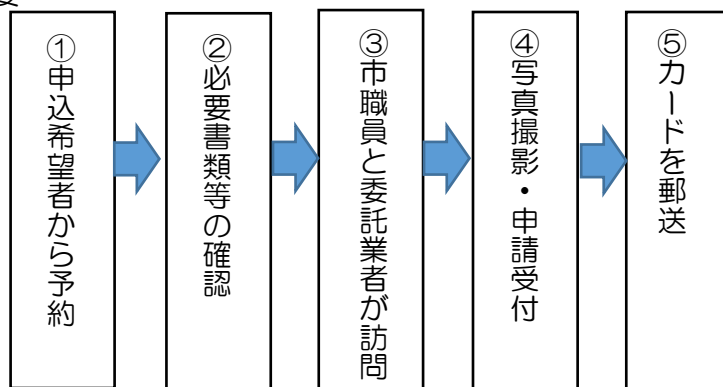 ①申込希望者から予約
②必要書類等の確認
③市職員と委託業者が訪問
④写真撮影・申請受付
⑤カードを郵送